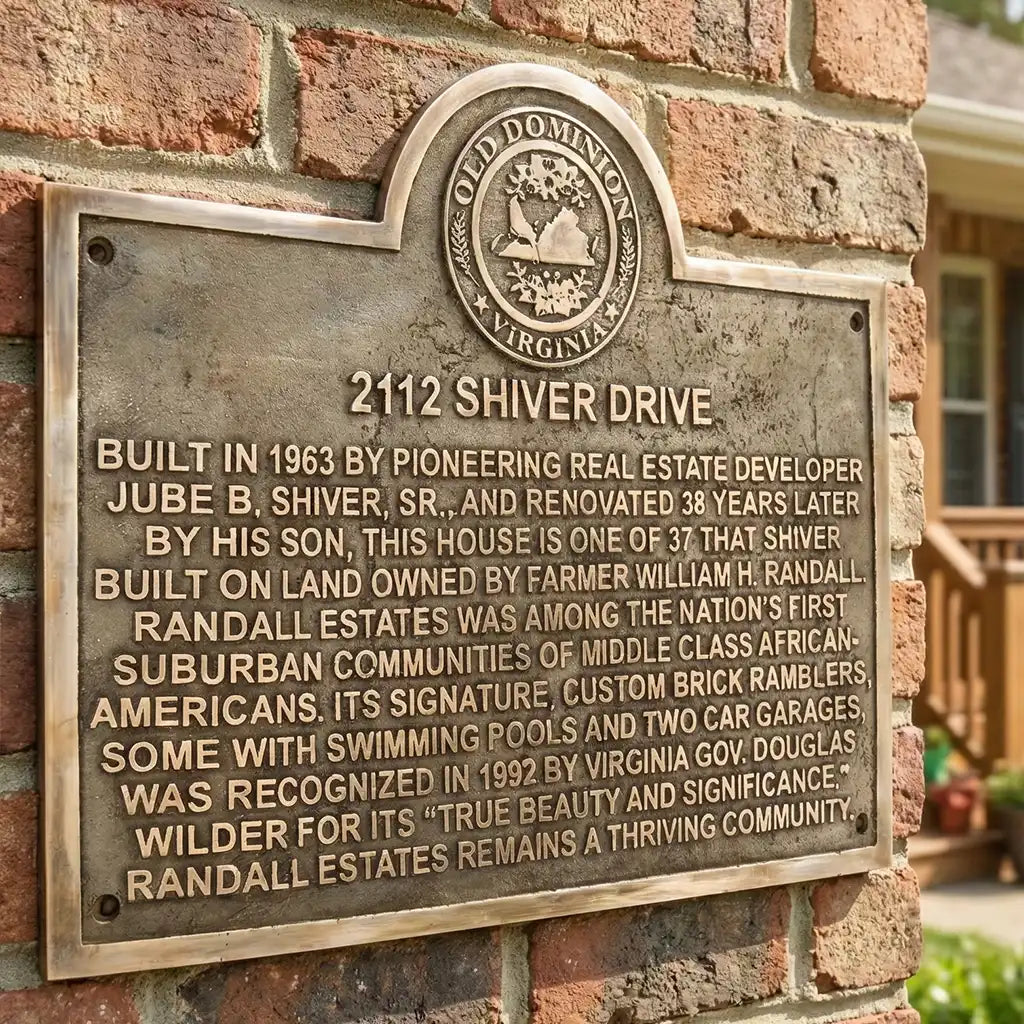 OLD DOMINION
VIRGINIA
2112 SHIVER DRIVE
BUILT IN 1963 BY PIONEERING REAL ESTATE DEVELOPER
JUBE B. SHIVER, SR., AND RENOVATED 38 YEARS LATER
BY HIS SON, THIS HOUSE IS ONE OF 37 THAT SHIVER
BUILT ON LAND OWNED BY FARMER WILLIAM H. RANDALL.
RANDALL ESTATES WAS AMONG THE NATION'S FIRST
SUBURBAN COMMUNITIES OF MIDDLE CLASS AFRICAN-
AMERICANS. ITS SIGNATURE, CUSTOM BRICK RAMBLERS,
SOME WITH SWIMMING POOLS AND TWO CAR GARAGES,
WAS RECOGNIZED IN 1992 BY VIRGINIA GOV. DOUGLAS
WILDER FOR ITS “TRUE BEAUTY AND SIGNIFICANCE.”
RANDALL ESTATES REMAINS A THRIVING COMMUNITY.